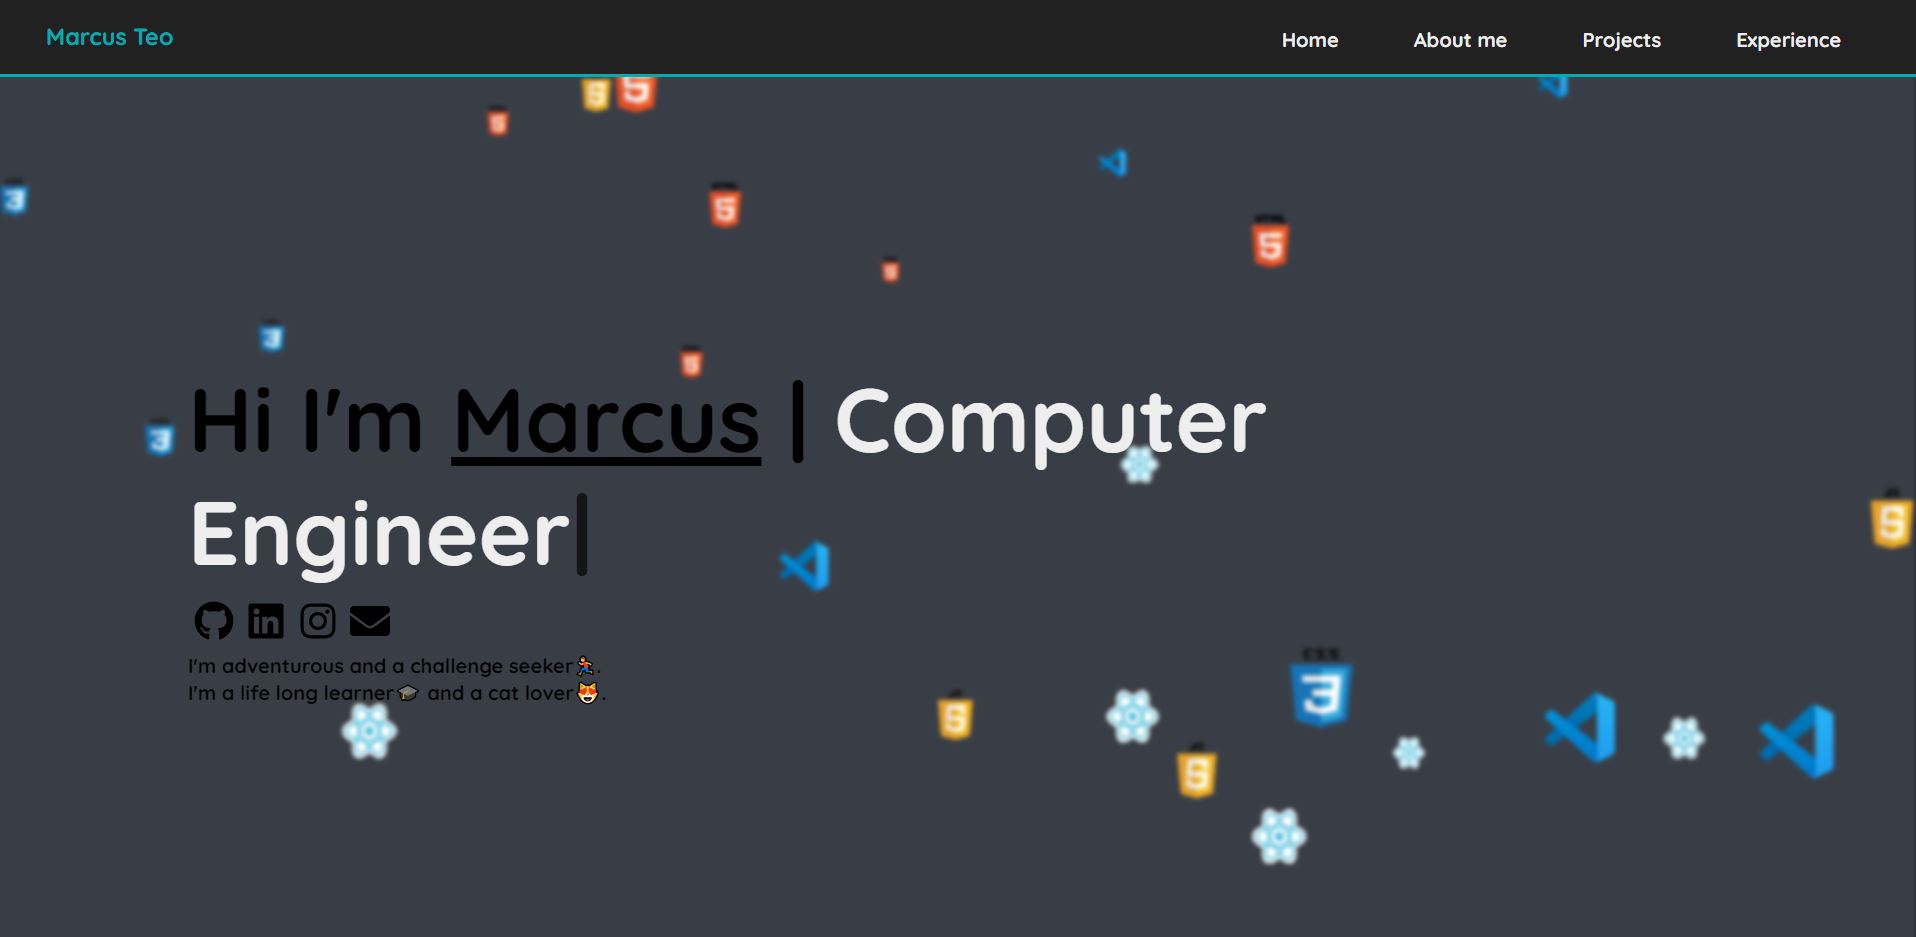 Marcus Teo
Home
About me
Projects
Experience
Hi I'm Marcus | Computer
Engineer|
I'm adventurous and a challenge seeker🏃.
I'm a life long learner🎓 and a cat lover😻.
CSS